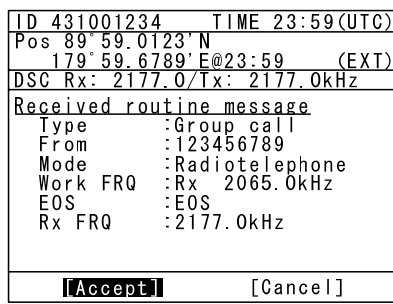 ID 431001234 TIME 23:59(UTC)
Pos 89°59.0123'N
179°59.6789'E@23:59 (EXT)
DSC Rx: 2177.0/Tx: 2177.0kHz
Received routine message
Type :Group call
From :123456789
Mode :Radiotelephone
Work FRQ :Rx 2065.0kHz
EOS :EOS
Rx FRQ :2177.0kHz
[Accept] [Cancel]